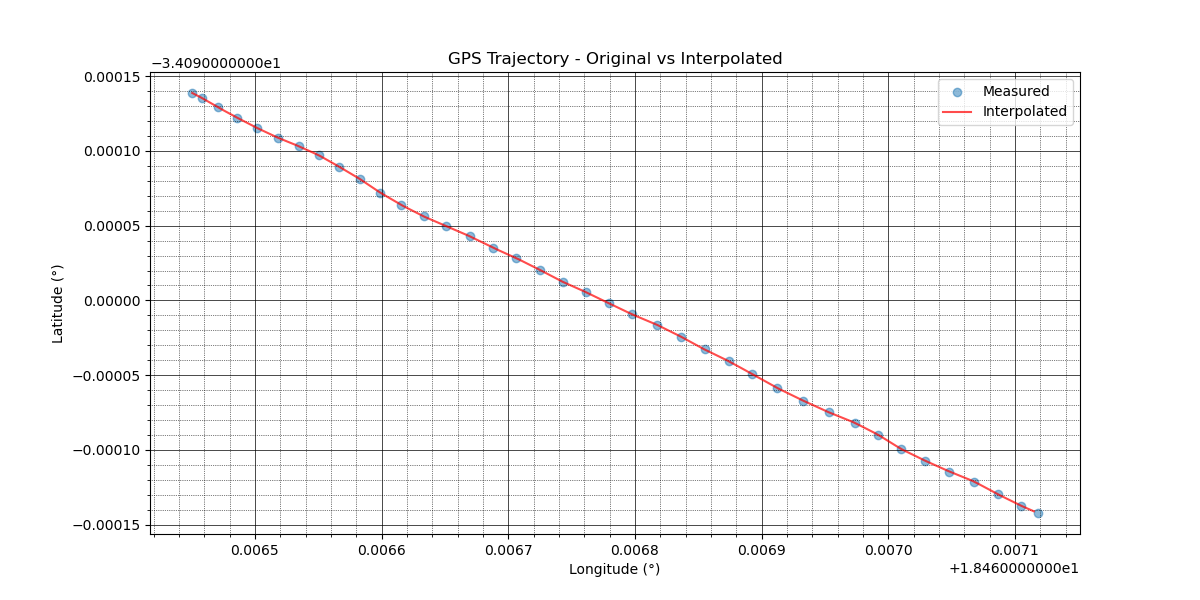 GPS Trajectory - Original vs Interpolated
−3.4090000000e1
0.00015
0.00010
0.00005
0.00000
−0.00005
−0.00010
−0.00015
Latitude (°)
Measured
Interpolated
0.0065 0.0066 0.0067 0.0068 0.0069 0.0070 0.0071
Longitude (°)
+1.8460000000e1